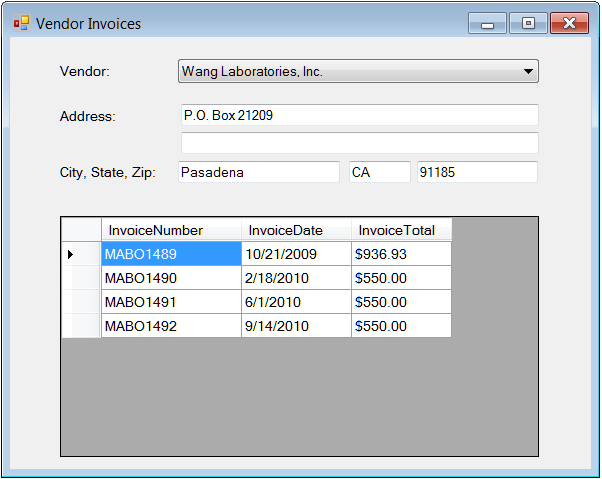 Vendor Invoices
Vendor: Wang Laboratories, Inc.
Address: P.O. Box 21209
City, State, Zip: Pasadena CA 91185
InvoiceNumber InvoiceDate InvoiceTotal
MABO1489 10/21/2009 $936.93
MABO1490 2/18/2010 $550.00
MABO1491 6/1/2010 $550.00
MABO1492 9/14/2010 $550.00